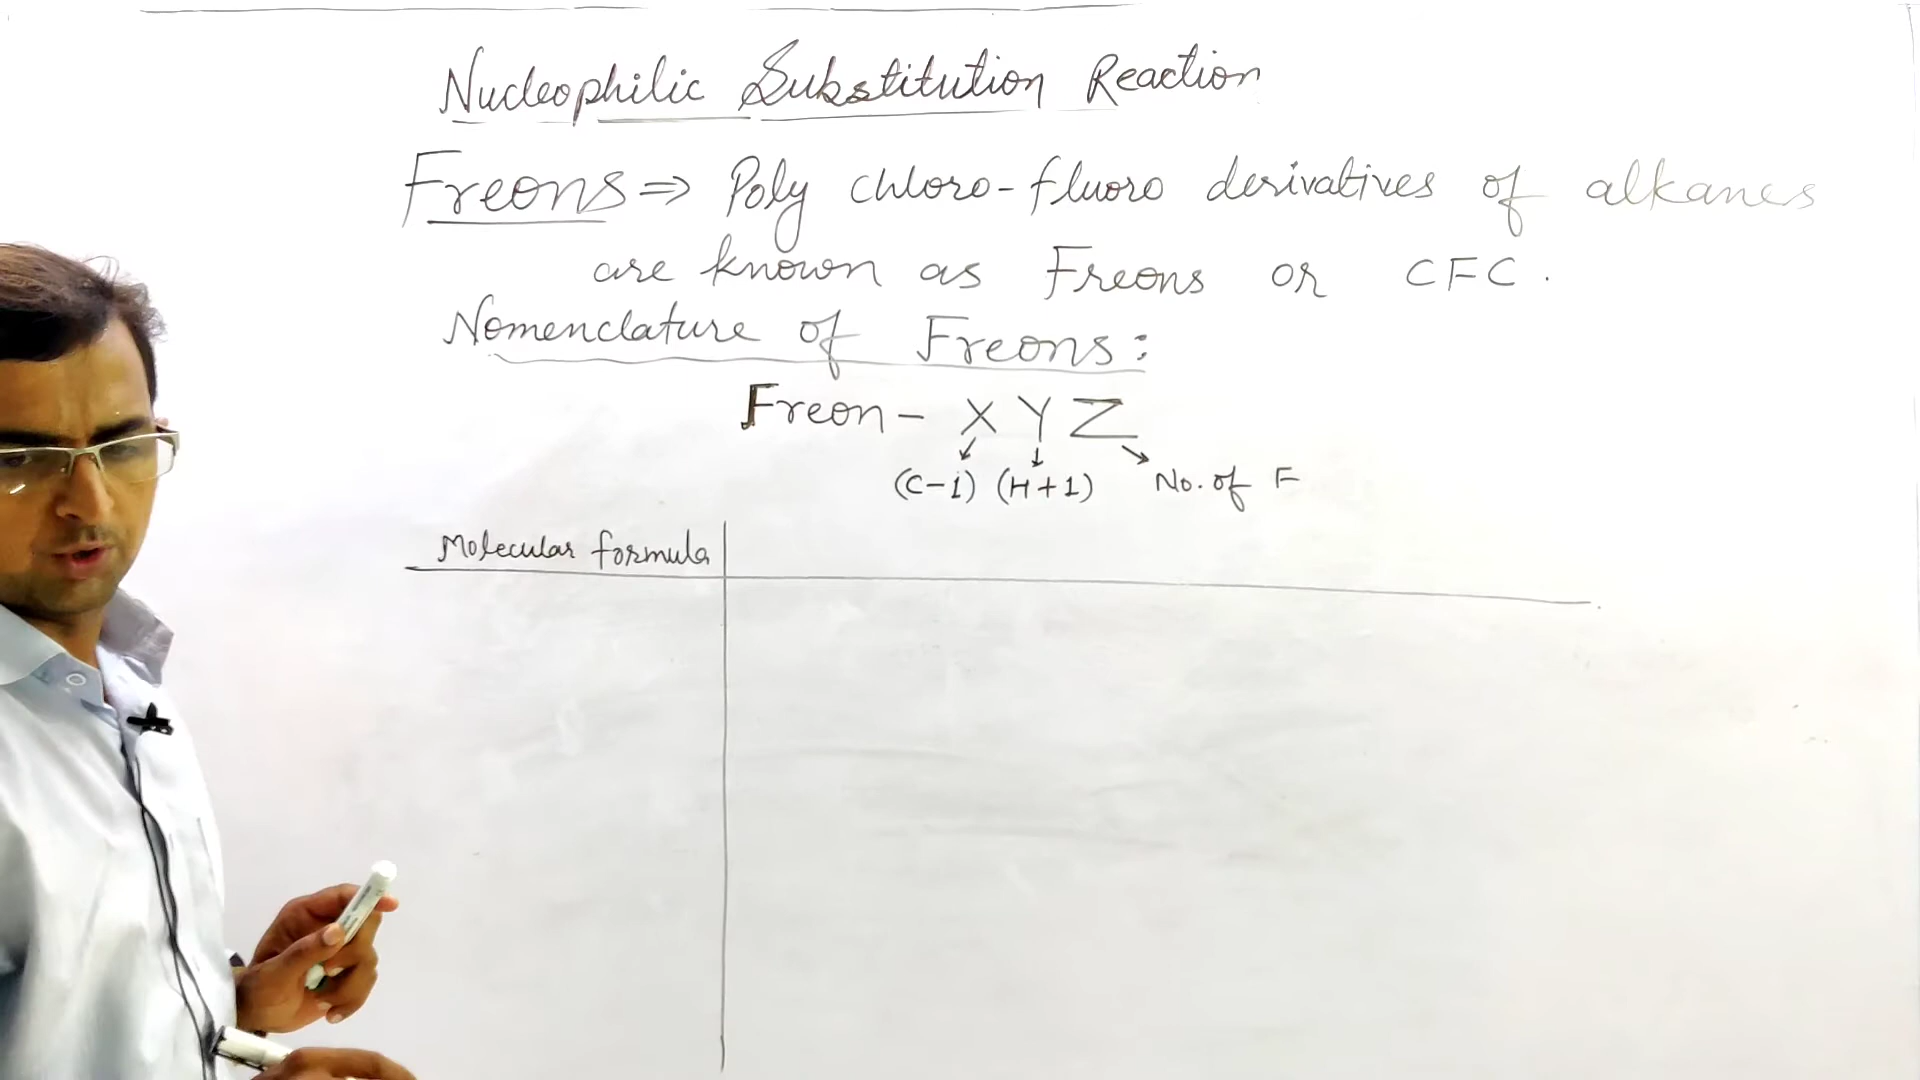 Nucleophilic Substitution Reaction
Freons ⇒ Poly chloro-fluoro derivatives of alkanes
are known as Freons or CFC.
Nomenclature of Freons:
Freon - X Y Z
(C-1) (H+1) No. of F
Molecular formula